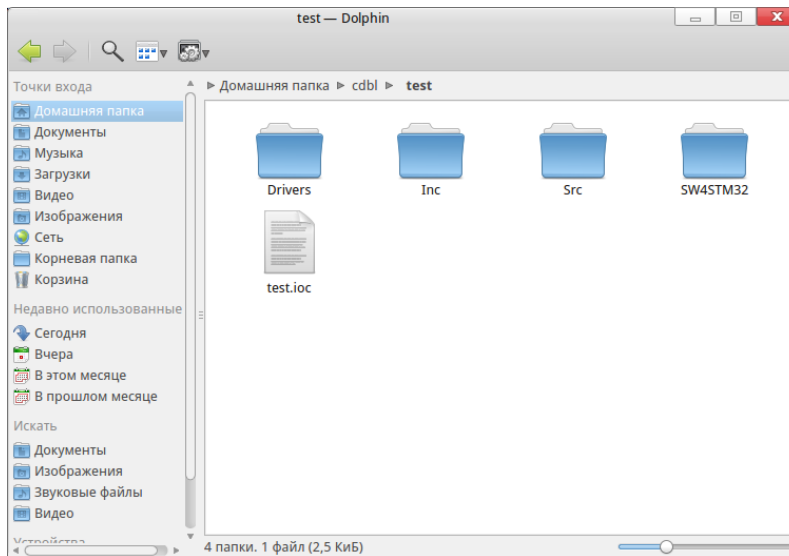 test — Dolphin
Точки входа
Домашняя папка
Документы
Музыка
Загрузки
Видео
Изображения
Сеть
Корневая папка
Корзина
Недавно использованные
Сегодня
Вчера
В этом месяце
В прошлом месяце
Искать
Документы
Изображения
Звуковые файлы
Видео
Устройства
Домашняя папка cdbl test
Drivers Inc Src SW4STM32
test.ioc
4 папки. 1 файл (2,5 КиБ)